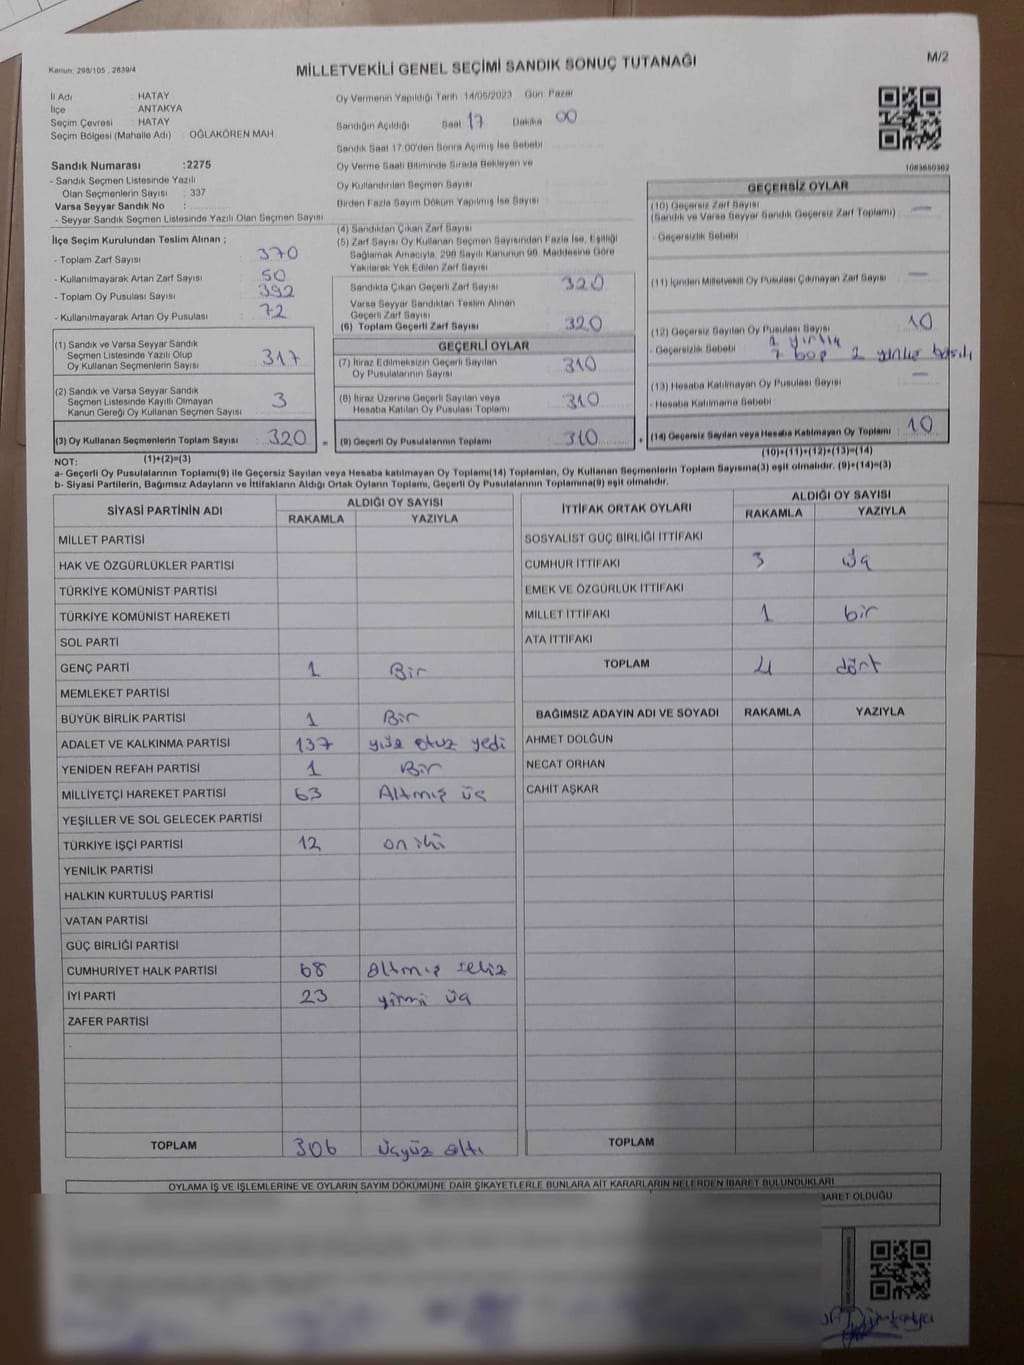 Kanun: 298/105 , 2839/4
MİLLETVEKİLİ GENEL SEÇİMİ SANDIK SONUÇ TUTANAĞI
M/2
İl Adı : HATAY
İlçe : ANTAKYA
Seçim Çevresi : HATAY
Seçim Bölgesi (Mahalle Adı) : OĞLAKÖREN MAH.
Sandık Numarası :2275
- Sandık Seçmen Listesinde Yazılı
Olan Seçmenlerin Sayısı : 337
Varsa Seyyar Sandık No :
- Seyyar Sandık Seçmen Listesinde Yazılı Olan Seçmen Sayısı
Oy Vermenin Yapıldığı Tarih 14/05/2023 Gün: Pazar
Sandığın Açıldığı Saat 17 Dakika 00
Sandık Saat 17.00'den Sonra Açılmış İse Sebebi
Oy Verme Saati Bitiminde Sırada Bekleyen ve
Oy Kullandırılan Seçmen Sayısı
Birden Fazla Sayım Döküm Yapılmış İse Sayısı
1083660362
İlçe Seçim Kurulundan Teslim Alınan ;
- Toplam Zarf Sayısı : 370
- Kullanılmayarak Artan Zarf Sayısı : 50
- Toplam Oy Pusulası Sayısı : 392
- Kullanılmayarak Artan Oy Pusulası : 72
(1) Sandık ve Varsa Seyyar Sandık
Seçmen Listesinde Yazılı Olup
Oy Kullanan Seçmenlerin Sayısı : 317
(2) Sandık ve Varsa Seyyar Sandık
Seçmen Listesinde Kayıtlı Olmayan
Kanun Gereği Oy Kullanan Seçmen Sayısı : 3
(3) Oy Kullanan Seçmenlerin Toplam Sayısı : 320 =
(1)+(2)=(3)
(4) Sandıktan Çıkan Zarf Sayısı
(5) Zarf Sayısı Oy Kullanan Seçmen Sayısından Fazla İse, Eşitliği
Sağlamak Amacıyla, 298 Sayılı Kanunun 98. Maddesine Göre
Yakılarak Yok Edilen Zarf Sayısı
Sandıkta Çıkan Geçerli Zarf Sayısı : 320
Varsa Seyyar Sandıktan Teslim Alınan
Geçerli Zarf Sayısı
(6) Toplam Geçerli Zarf Sayısı : 320
GEÇERLİ OYLAR
(7) İtiraz Edilmeksizin Geçerli Sayılan
Oy Pusulalarının Sayısı : 310
(8) İtiraz Üzerine Geçerli Sayılan veya
Hesaba Katılan Oy Pusulası Toplamı : 310
(9) Geçerli Oy Pusulalarının Toplamı : 310 +
GEÇERSİZ OYLAR
(10) Geçersiz Zarf Sayısı : —
(Sandık ve Varsa Seyyar Sandık Geçersiz Zarf Toplamı)
- Geçersizlik Sebebi :
(11) İçinden Milletvekili Oy Pusulası Çıkmayan Zarf Sayısı : —
(12) Geçersiz Sayılan Oy Pusulası Sayısı : 10
- Geçersizlik Sebebi : 1 yırtık
7 boş 2 yanlış basılı
(13) Hesaba Katılmayan Oy Pusulası Sayısı : —
- Hesaba Katılmama Sebebi :
(14) Geçersiz Sayılan veya Hesaba Katılmayan Oy Toplamı : 10
(10)+(11)+(12)+(13)=(14)
NOT:
a- Geçerli Oy Pusulalarının Toplamı(9) ile Geçersiz Sayılan veya Hesaba katılmayan Oy Toplamı(14) Toplamları, Oy Kullanan Seçmenlerin Toplam Sayısına(3) eşit olmalıdır. (9)+(14)=(3)
b- Siyasi Partilerin, Bağımsız Adayların ve İttifakların Aldığı Ortak Oyların Toplamı, Geçerli Oy Pusulalarının Toplamına(9) eşit olmalıdır.
SİYASİ PARTİNİN ADI ALDIĞI OY SAYISI
RAKAMLA YAZIYLA
MİLLET PARTİSİ
HAK VE ÖZGÜRLÜKLER PARTİSİ
TÜRKİYE KOMÜNİST PARTİSİ
TÜRKİYE KOMÜNİST HAREKETİ
SOL PARTİ
GENÇ PARTİ 1 Bir
MEMLEKET PARTİSİ
BÜYÜK BİRLİK PARTİSİ 1 Bir
ADALET VE KALKINMA PARTİSİ 137 yüz otuz yedi
YENİDEN REFAH PARTİSİ 1 Bir
MİLLİYETÇİ HAREKET PARTİSİ 63 Altmış üç
YEŞİLLER VE SOL GELECEK PARTİSİ
TÜRKİYE İŞÇİ PARTİSİ 12 on iki
YENİLİK PARTİSİ
HALKIN KURTULUŞ PARTİSİ
VATAN PARTİSİ
GÜÇ BİRLİĞİ PARTİSİ
CUMHURİYET HALK PARTİSİ 68 altmış sekiz
İYİ PARTİ 23 yirmi üç
ZAFER PARTİSİ
TOPLAM 306 üçyüz altı
İTTİFAK ORTAK OYLARI ALDIĞI OY SAYISI
RAKAMLA YAZIYLA
SOSYALİST GÜÇ BİRLİĞİ İTTİFAKI
CUMHUR İTTİFAKI 3 üç
EMEK VE ÖZGÜRLÜK İTTİFAKI
MİLLET İTTİFAKI 1 bir
ATA İTTİFAKI
TOPLAM 4 dört
BAĞIMSIZ ADAYIN ADI VE SOYADI RAKAMLA YAZIYLA
AHMET DOLĞUN
NECAT ORHAN
CAHİT AŞKAR
TOPLAM
OYLAMA İŞ VE İŞLEMLERİNE VE OYLARIN SAYIM DÖKÜMÜNE DAİR ŞİKAYETLERLE BUNLARA AİT KARARLARIN NELERDEN İBARET BULUNDUKLARI
İBARET OLDUĞU